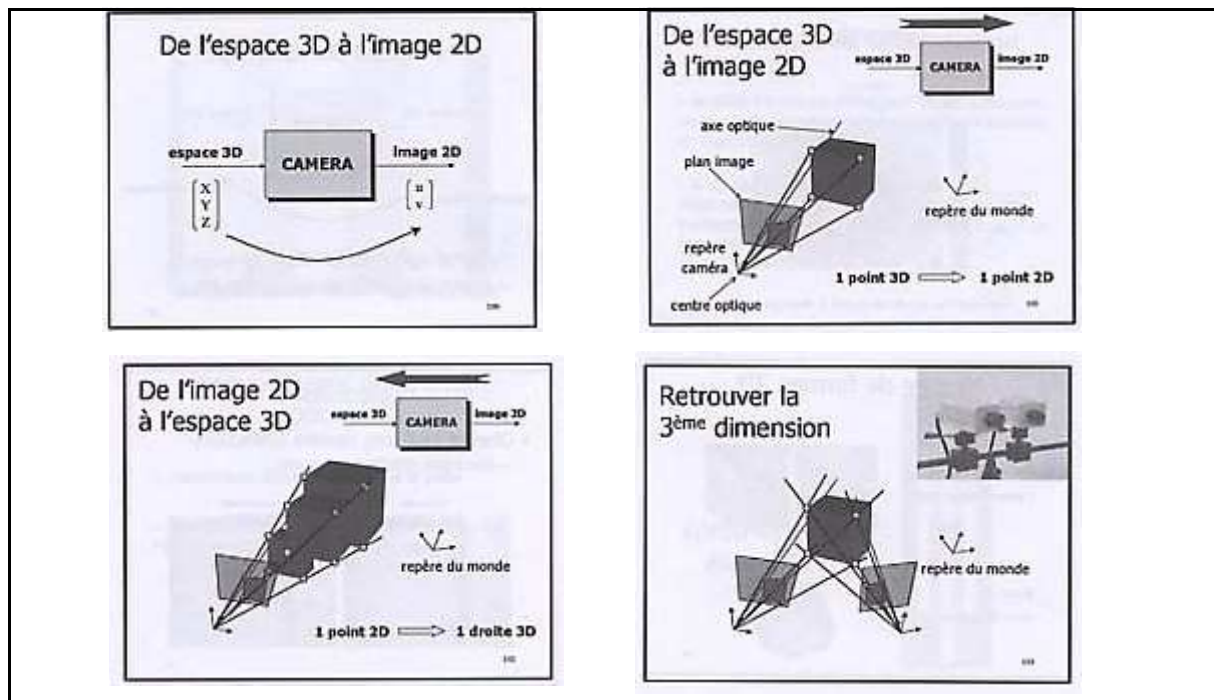 De l'espace 3D à l'image 2D
espace 3D
CAMERA
Image 2D
X
Y
Z
u
v
De l'espace 3D
à l'image 2D
espace 3D
CAMERA
Image 2D
axe optique
plan image
repère du monde
repère
caméra
1 point 3D
1 point 2D
centre optique
De l'image 2D
à l'espace 3D
espace 3D
CAMERA
Image 2D
repère du monde
1 point 2D
1 droite 3D
Retrouver la
3ème dimension
repère du monde